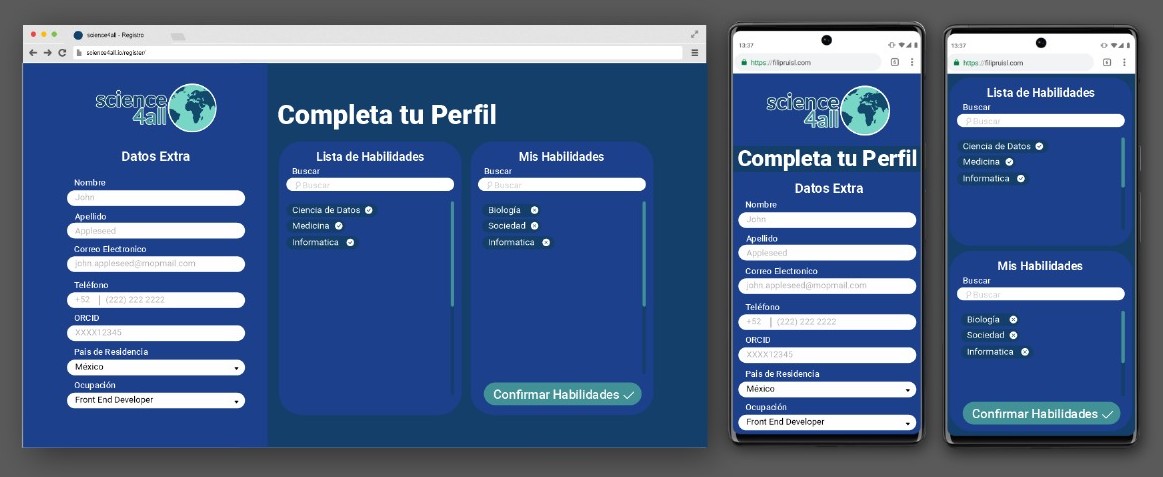 science4all - Registro
science4all.io/register/
science
4all
Datos Extra
Nombre
John
Apellido
Appleseed
Correo Electronico
john.appleseed@mopmail.com
Teléfono
+52 | (222) 222 2222
ORCID
XXXX12345
Pais de Residencia
México
Ocupación
Front End Developer
Completa tu Perfil
Lista de Habilidades
Buscar
Buscar
Ciencia de Datos
Medicina
Informatica
Mis Habilidades
Buscar
Buscar
Biología
Sociedad
Informatica
Confirmar Habilidades
13:37
https://filipruisl.com
science
4all
Completa tu Perfil
Datos Extra
Nombre
John
Apellido
Appleseed
Correo Electronico
john.appleseed@mopmail.com
Teléfono
+52 | (222) 222 2222
ORCID
XXXX12345
Pais de Residencia
México
Ocupación
Front End Developer
13:37
https://filipruisl.com
Lista de Habilidades
Buscar
Buscar
Ciencia de Datos
Medicina
Informatica
Mis Habilidades
Buscar
Buscar
Biología
Sociedad
Informatica
Confirmar Habilidades